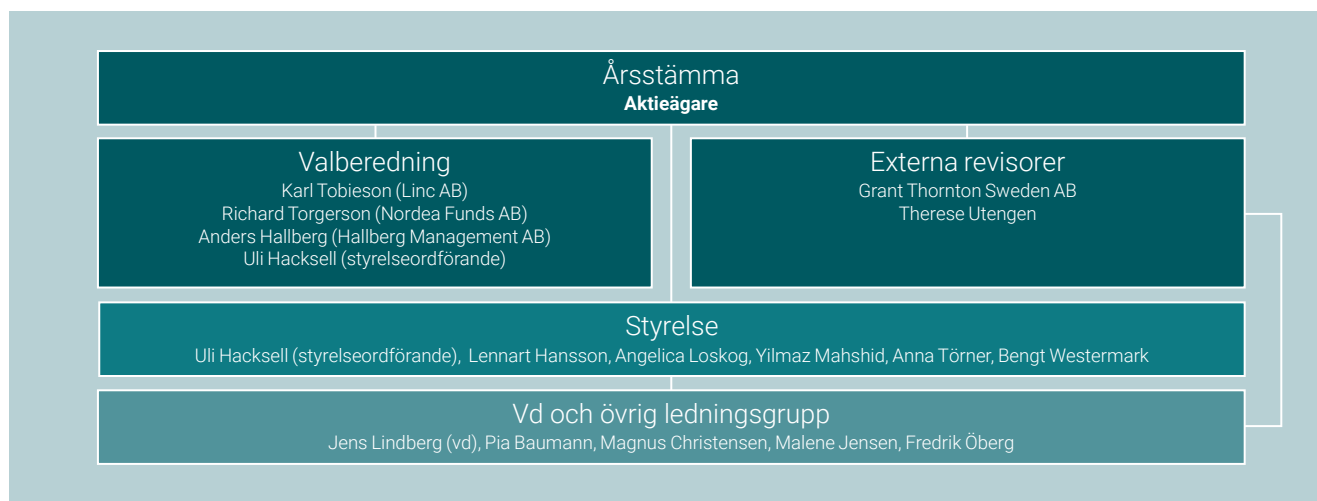 Årsstämma
Aktieägare
Valberedning
Karl Tobieson (Linc AB)
Richard Torgerson (Nordea Funds AB)
Anders Hallberg (Hallberg Management AB)
Uli Hacksell (styrelseordförande)
Externa revisorer
Grant Thornton Sweden AB
Therese Utengen
Styrelse
Uli Hacksell (styrelseordförande), Lennart Hansson, Angelica Loskog, Yilmaz Mahshid, Anna Törner, Bengt Westermark
Vd och övrig ledningsgrupp
Jens Lindberg (vd), Pia Baumann, Magnus Christensen, Malene Jensen, Fredrik Öberg